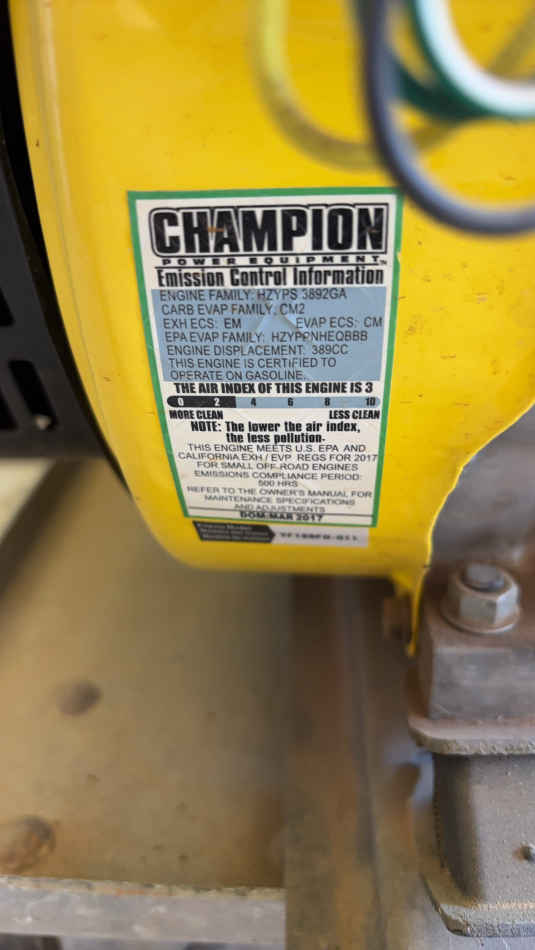 CHAMPION
POWER EQUIPMENT™
Emission Control Information
ENGINE FAMILY: HZYPS 3892GA
CARB EVAP FAMILY: CM2
EXH ECS: EM EVAP ECS: CM
EPA EVAP FAMILY: HZYPPNHEQBBB
ENGINE DISPLACEMENT: 389CC
THIS ENGINE IS CERTIFIED TO
OPERATE ON GASOLINE.
THE AIR INDEX OF THIS ENGINE IS 3
0 2 4 6 8 10
MORE CLEAN LESS CLEAN
NOTE: The lower the air index,
the less pollution.
THIS ENGINE MEETS U.S. EPA AND
CALIFORNIA EXH / EVP REGS FOR 2017
FOR SMALL OFF-ROAD ENGINES
EMISSIONS COMPLIANCE PERIOD:
500 HRS
REFER TO THE OWNER'S MANUAL FOR
MAINTENANCE SPECIFICATIONS
AND ADJUSTMENTS
DOM:MAR 2017